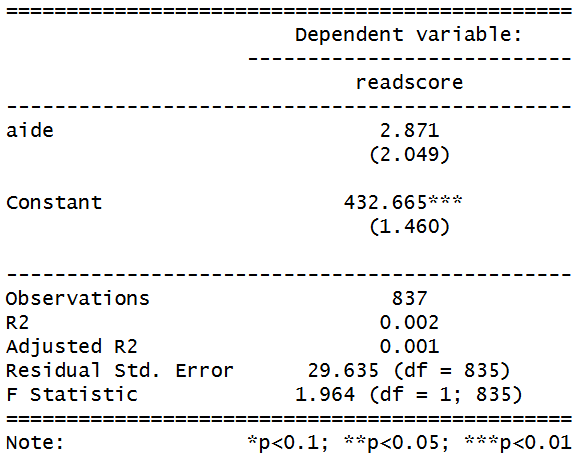 Dependent variable:
readscore
aide 2.871
(2.049)
Constant 432.665***
(1.460)
Observations 837
R2 0.002
Adjusted R2 0.001
Residual Std. Error 29.635 (df = 835)
F Statistic 1.964 (df = 1; 835)
Note: *p<0.1; **p<0.05; ***p<0.01